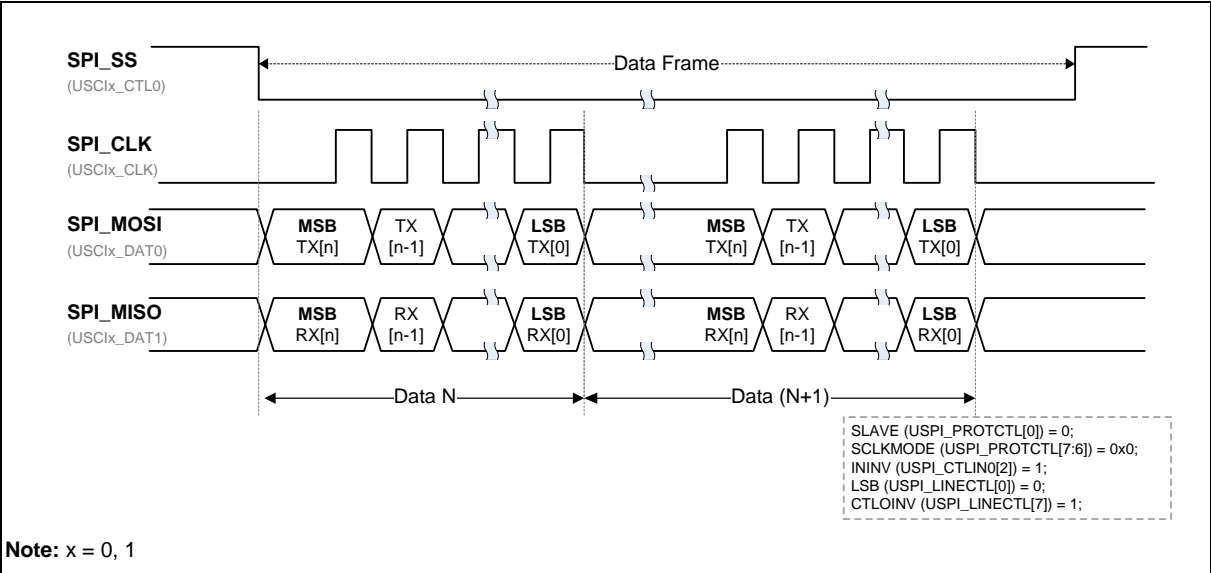 SPI_SS
(USCIx_CTL0)
Data Frame
SPI_CLK
(USCIx_CLK)
SPI_MOSI
(USCIx_DAT0)
MSB
TX[n]
TX
[n-1]
LSB
TX[0]
MSB
TX[n]
TX
[n-1]
LSB
TX[0]
SPI_MISO
(USCIx_DAT1)
MSB
RX[n]
RX
[n-1]
LSB
RX[0]
MSB
RX[n]
RX
[n-1]
LSB
RX[0]
Data N
Data (N+1)
SLAVE (USPI_PROTCTL[0]) = 0;
SCLKMODE (USPI_PROTCTL[7:6]) = 0x0;
ININV (USPI_CTLIN0[2]) = 1;
LSB (USPI_LINECTL[0]) = 0;
CTLOINV (USPI_LINECTL[7]) = 1;
Note: x = 0, 1